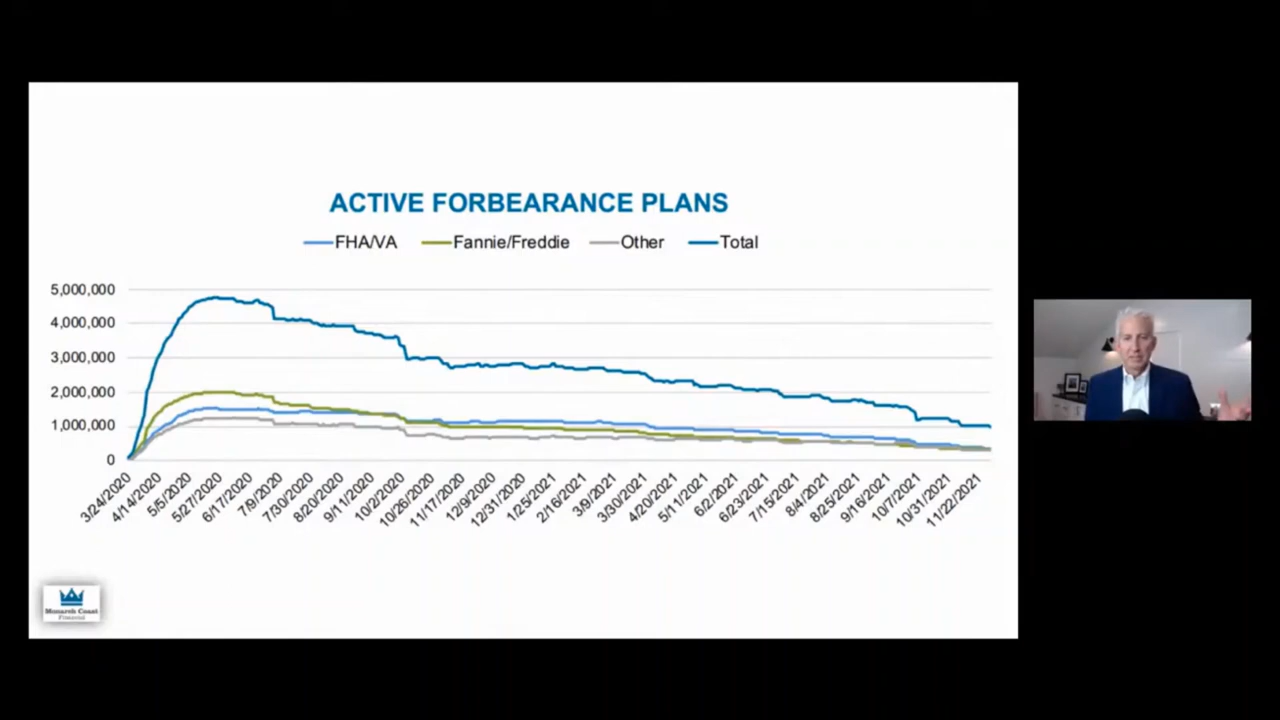 ACTIVE FORBEARANCE PLANS
FHA/VA Fannie/Freddie Other Total
5,000,000
4,000,000
3,000,000
2,000,000
1,000,000
0
3/24/2020 4/14/2020 5/5/2020 5/27/2020 6/17/2020 7/9/2020 7/30/2020 8/20/2020 9/11/2020 10/2/2020 10/26/2020 11/17/2020 12/9/2020 12/31/2020 1/25/2021 2/16/2021 3/9/2021 3/30/2021 4/20/2021 5/11/2021 6/2/2021 6/23/2021 7/15/2021 8/4/2021 8/25/2021 9/16/2021 10/7/2021 10/31/2021 11/22/2021
Monarch Coast
Financial